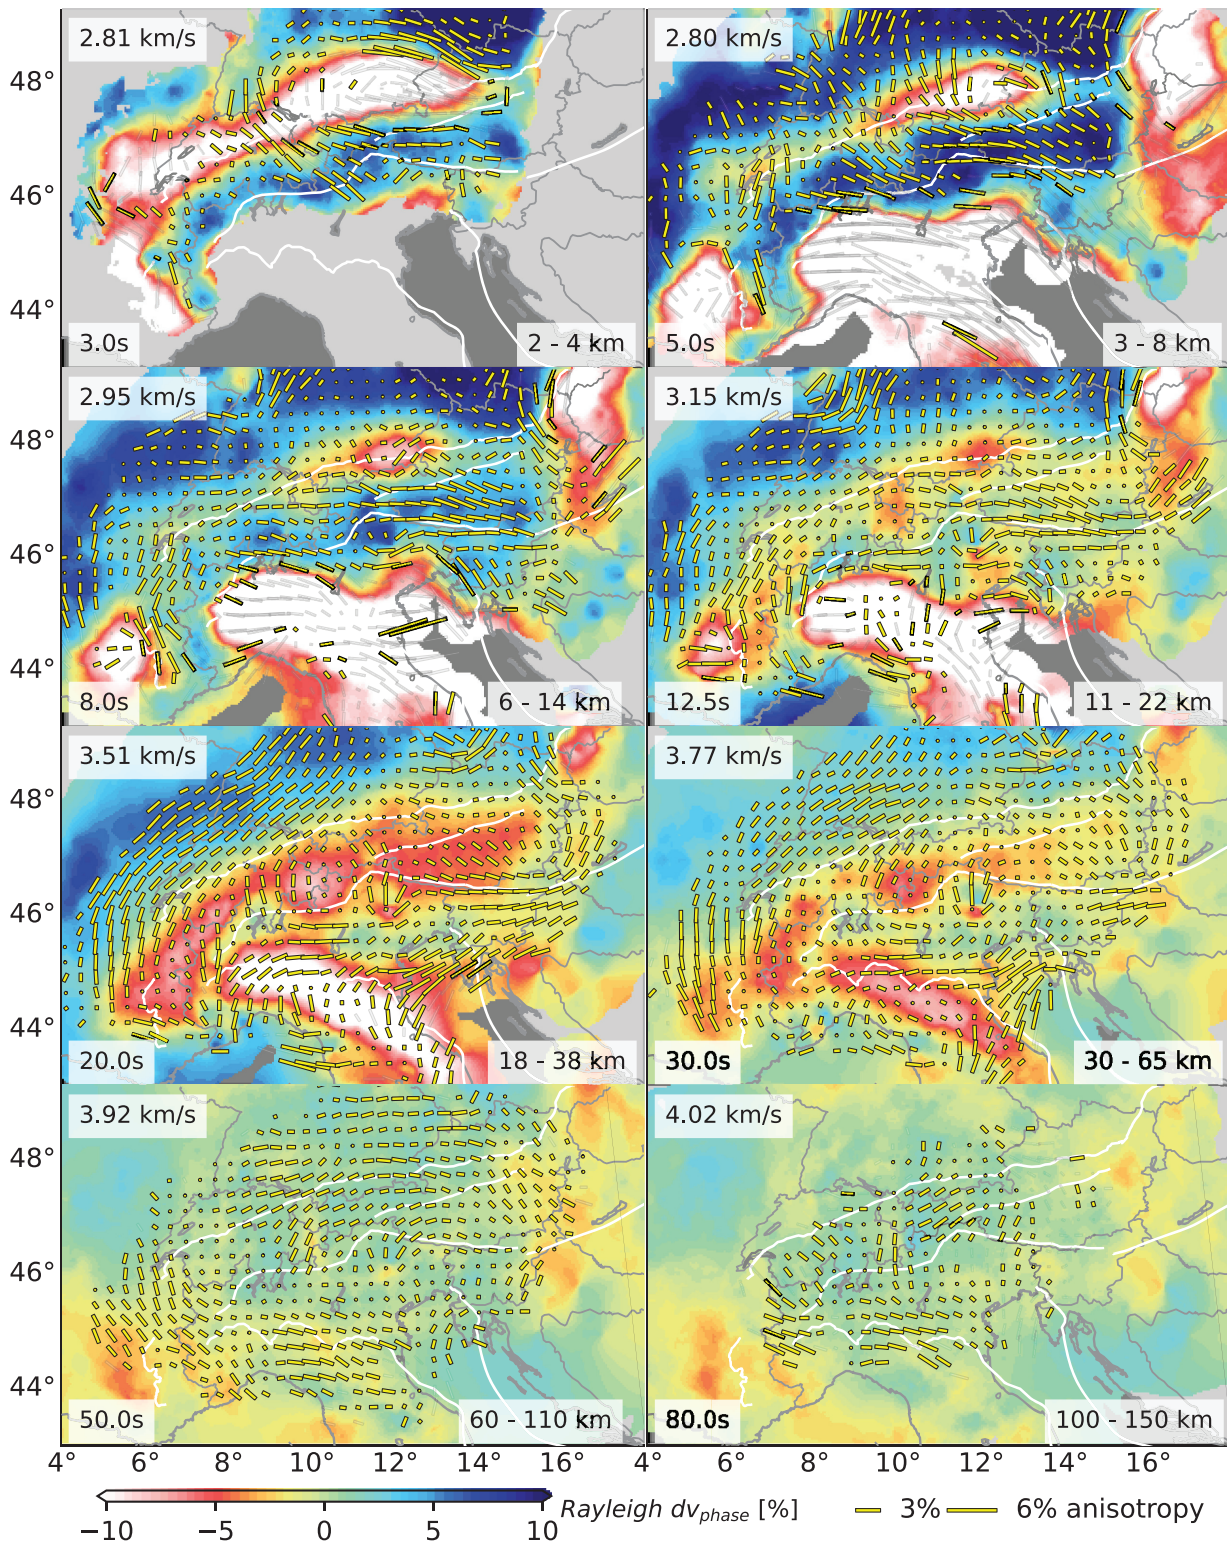 2.81 km/s 2.80 km/s
48°
46°
44°
3.0s 2 - 4 km 5.0s 3 - 8 km
2.95 km/s 3.15 km/s
48°
46°
44°
8.0s 6 - 14 km 12.5s 11 - 22 km
3.51 km/s 3.77 km/s
48°
46°
44°
20.0s 18 - 38 km 30.0s 30 - 65 km
3.92 km/s 4.02 km/s
48°
46°
44°
50.0s 60 - 110 km 80.0s 100 - 150 km
4° 6° 8° 10° 12° 14° 16° 4 6° 8° 10° 12° 14° 16°
Rayleigh dv_phase [%] 3% 6% anisotropy
−10 −5 0 5 10